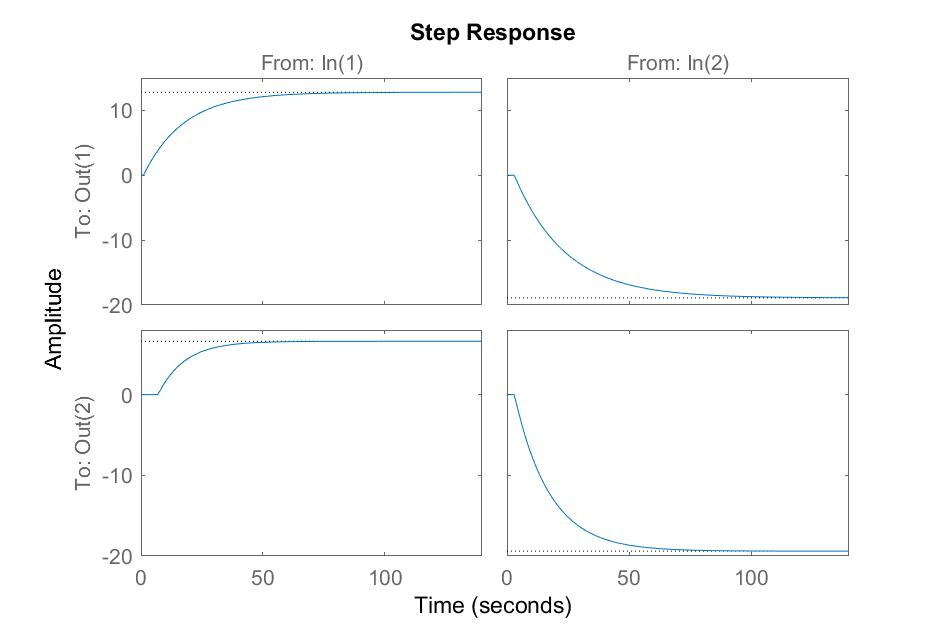 Step Response
From: In(1)
From: In(2)
To: Out(1)
10
0
-10
-20
Amplitude
To: Out(2)
0
-10
-20
0
50
100
0
50
100
Time (seconds)